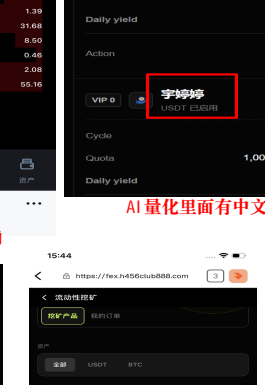 1.39
31.68
8.50
0.46
2.08
55.16
资产
Daily yield
Action
VIP 0
字婷婷
USDT 已启用
Cycle
Quota 1,00
Daily yield
AI量化里面有中文
15:44
https://fex.h456club888.com
3
流动性挖矿
挖矿产品 我的订单
资产
全部 USDT BTC